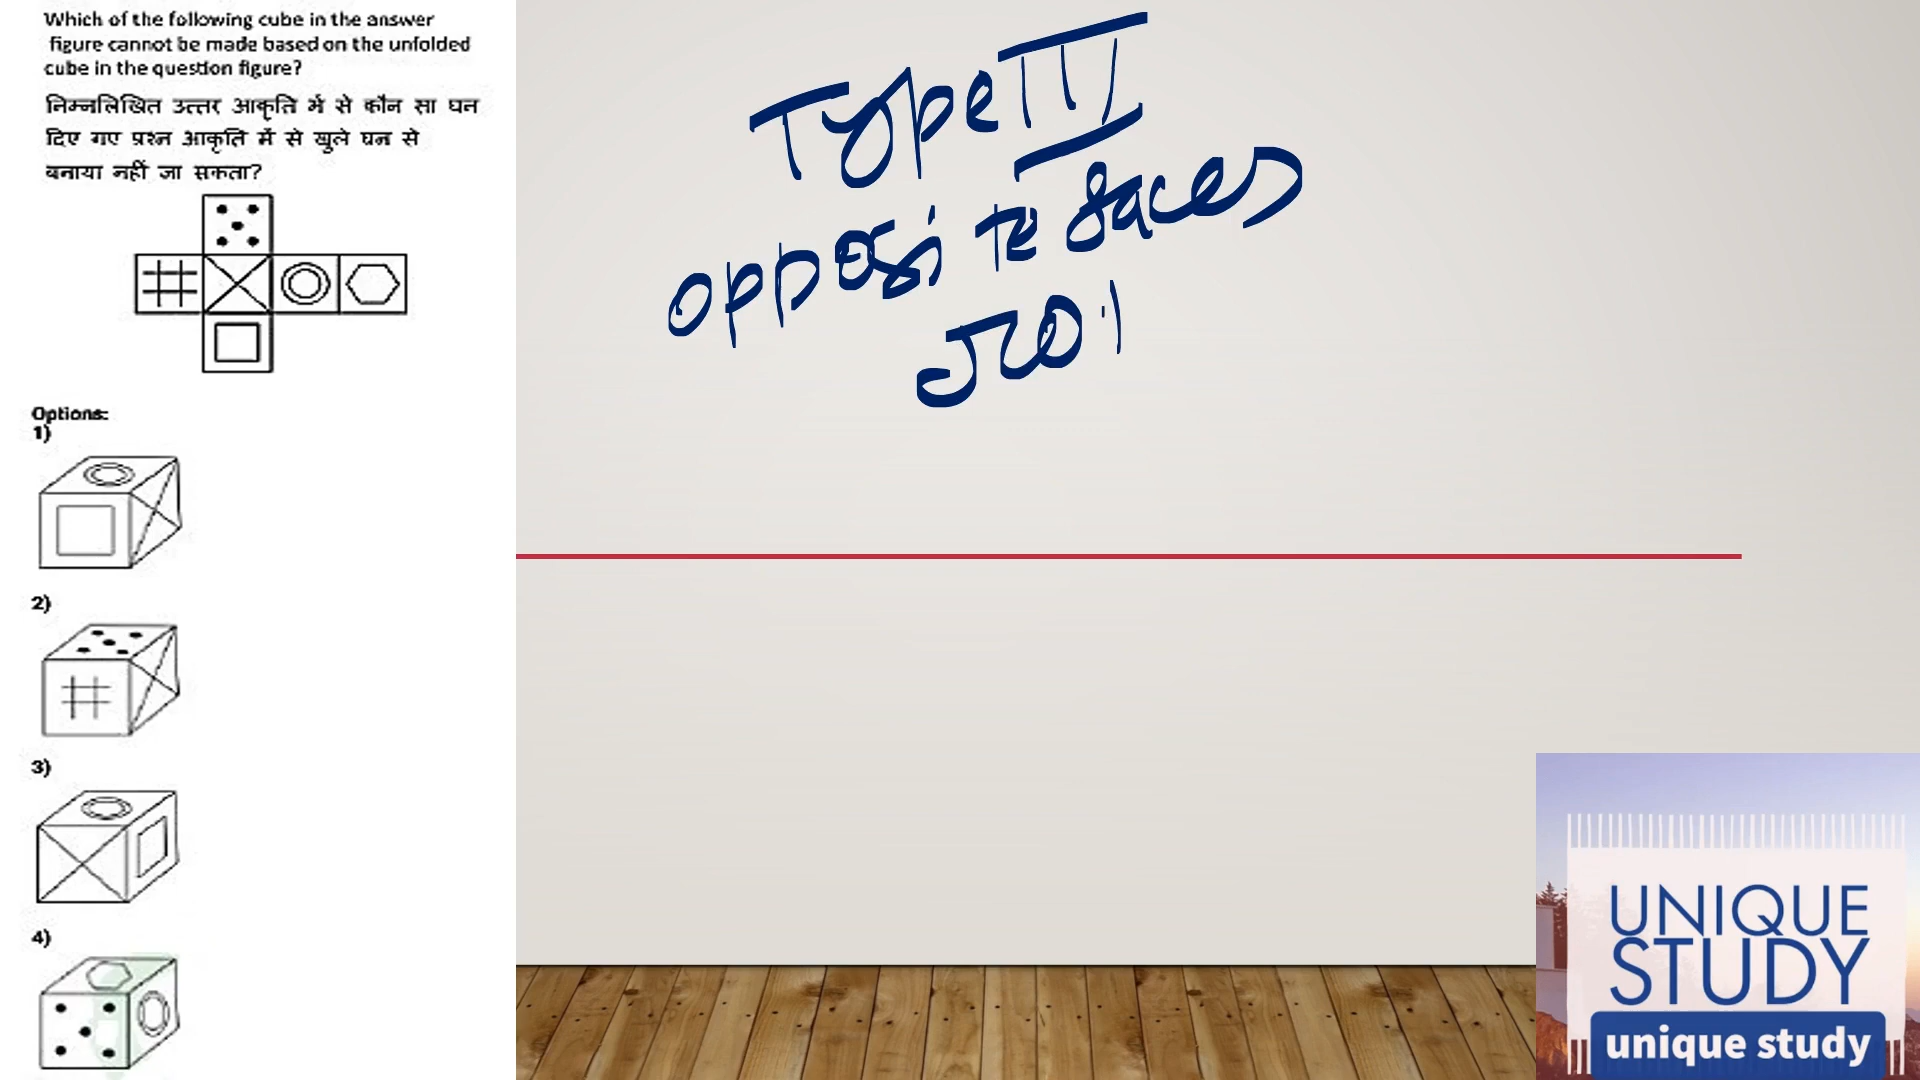 Which of the following cube in the answer
figure cannot be made based on the unfolded
cube in the question figure?
निम्नलिखित उत्तर आकृति में से कौन सा घन
दिए गए प्रश्न आकृति में से खुले घन से
बनाया नहीं जा सकता?
Options:
1)
2)
3)
4)
Type III
opposite faces
UNIQUE
STUDY
unique study